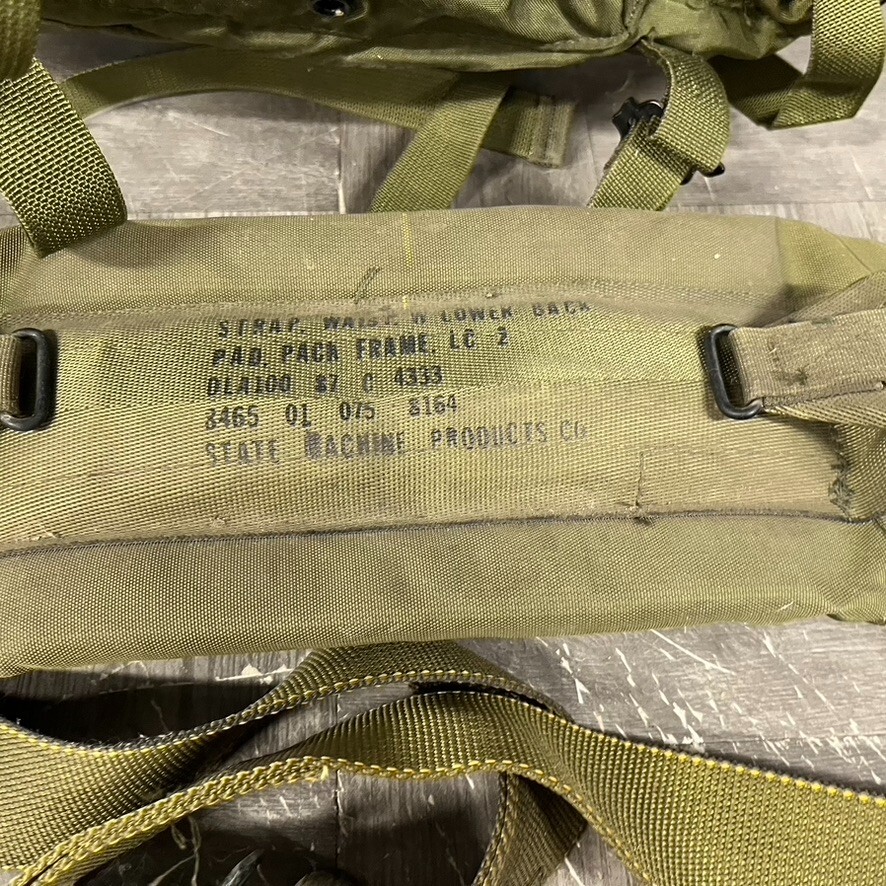 STRAP, WAIST W LOWER BACK
PAD, PACK FRAME, LC 2
DLA100 87 C 4333
8465 01 075 8164
STATE MACHINE PRODUCTS CO